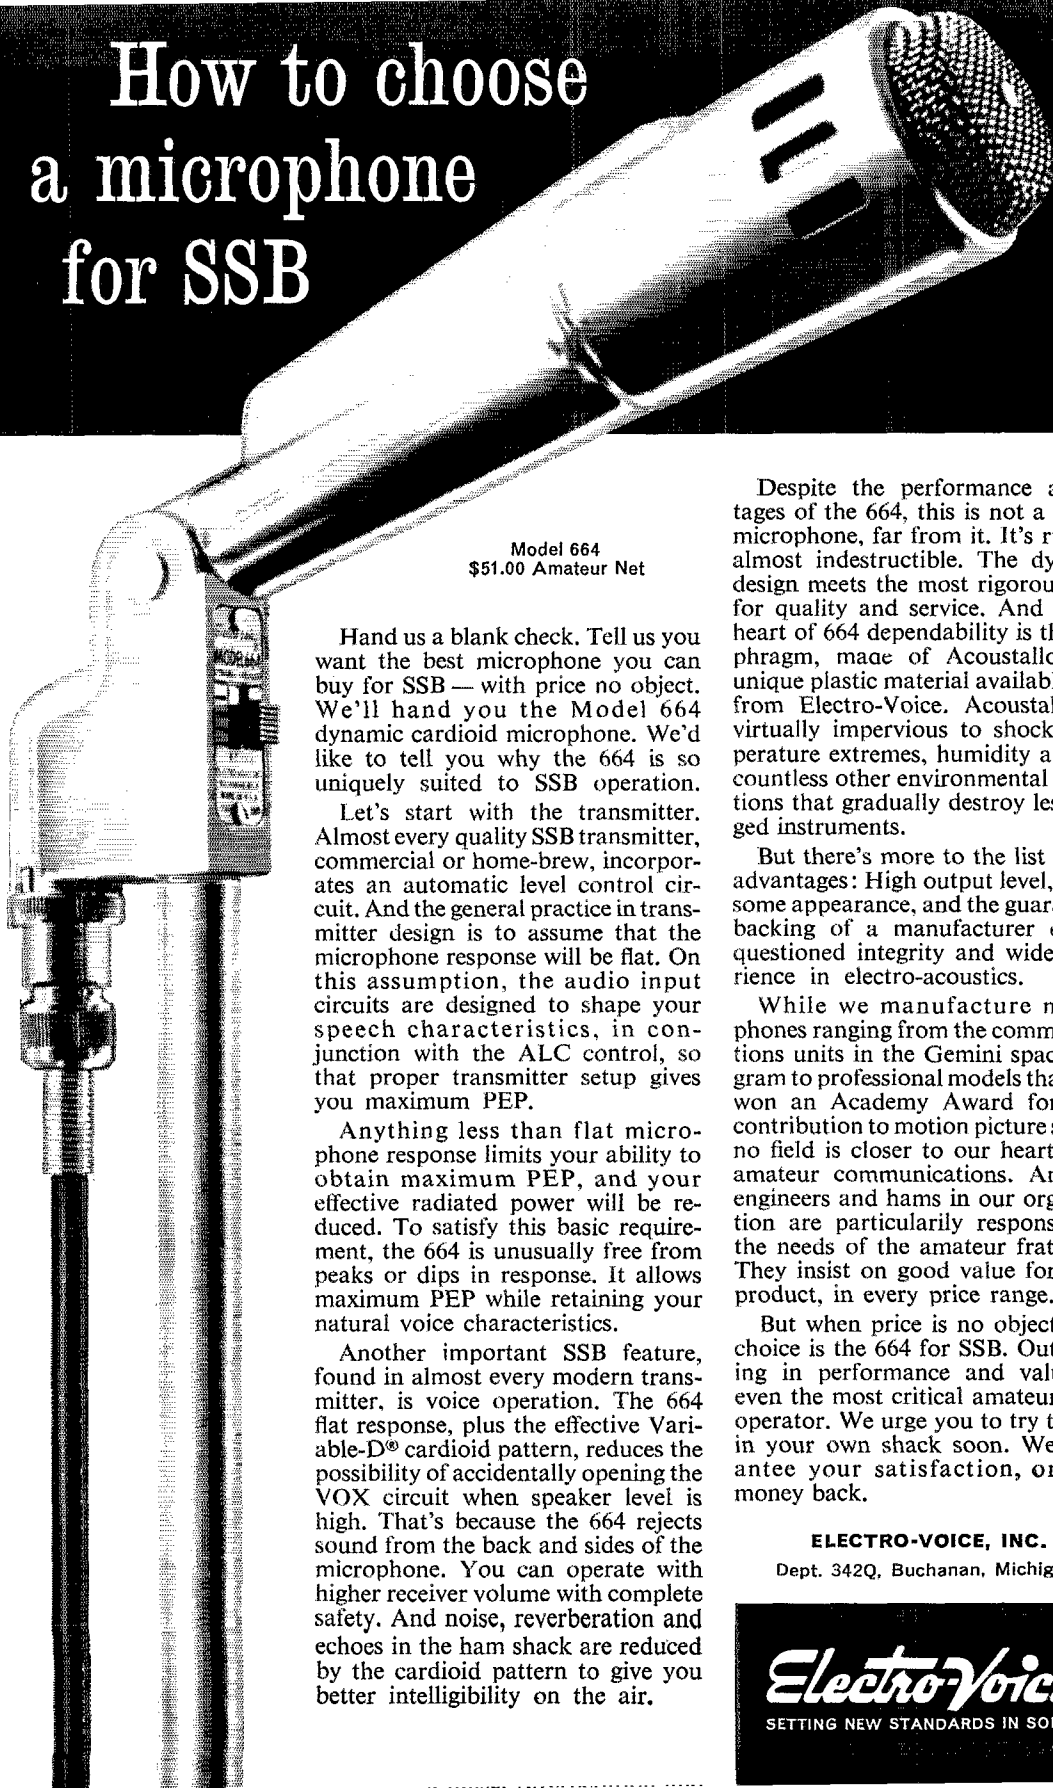 How to choose
a microphone
for SSB
Model 664
$51.00 Amateur Net
Hand us a blank check. Tell us you
want the best microphone you can
buy for SSB — with price no object.
We'll hand you the Model 664
dynamic cardioid microphone. We'd
like to tell you why the 664 is so
uniquely suited to SSB operation.
Let's start with the transmitter.
Almost every quality SSB transmitter,
commercial or home-brew, incorpor-
ates an automatic level control cir-
cuit. And the general practice in trans-
mitter design is to assume that the
microphone response will be flat. On
this assumption, the audio input
circuits are designed to shape your
speech characteristics, in con-
junction with the ALC control, so
that proper transmitter setup gives
you maximum PEP.
Anything less than flat micro-
phone response limits your ability to
obtain maximum PEP, and your
effective radiated power will be re-
duced. To satisfy this basic require-
ment, the 664 is unusually free from
peaks or dips in response. It allows
maximum PEP while retaining your
natural voice characteristics.
Another important SSB feature,
found in almost every modern trans-
mitter, is voice operation. The 664
flat response, plus the effective Vari-
able-D® cardioid pattern, reduces the
possibility of accidentally opening the
VOX circuit when speaker level is
high. That's because the 664 rejects
sound from the back and sides of the
microphone. You can operate with
higher receiver volume with complete
safety. And noise, reverberation and
echoes in the ham shack are reduced
by the cardioid pattern to give you
better intelligibility on the air.
Despite the performance
tages of the 664, this is not a
microphone, far from it. It's
almost indestructible. The
design meets the most
for quality and service. And
heart of 664 dependability is
phragm, made of
unique plastic material
from Electro-Voice.
virtually impervious to shock
perature extremes, humidity
countless other environmental
tions that gradually destroy
ged instruments.
But there's more to the list
advantages: High output level,
some appearance, and the
backing of a manufacturer
questioned integrity and wide
rience in electro-acoustics.
While we manufacture
phones ranging from the
tions units in the Gemini
gram to professional models
won an Academy Award for
contribution to motion picture
no field is closer to our heart
amateur communications.
engineers and hams in our
tion are particularily
the needs of the amateur
They insist on good value for
product, in every price range.
But when price is no object
choice is the 664 for SSB.
ing in performance and
even the most critical amateur
operator. We urge you to try
in your own shack soon. We
antee your satisfaction, or
money back.
ELECTRO-VOICE, INC.
Dept. 342Q, Buchanan,
Electro-Voic
SETTING NEW STANDARDS IN